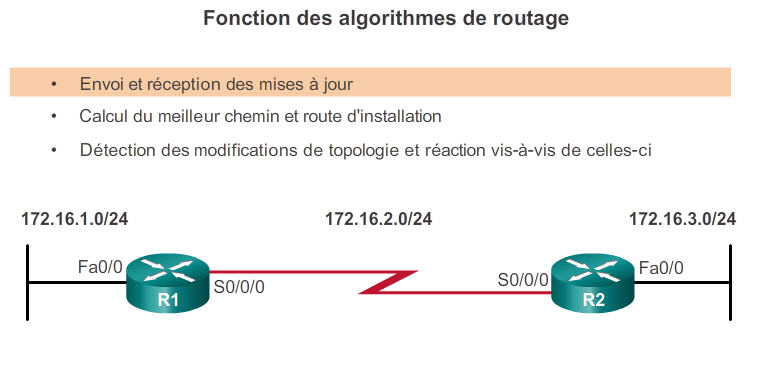 Fonction des algorithmes de routage
• Envoi et réception des mises à jour
• Calcul du meilleur chemin et route d'installation
• Détection des modifications de topologie et réaction vis-à-vis de celles-ci
172.16.1.0/24 172.16.2.0/24 172.16.3.0/24
Fa0/0 S0/0/0 S0/0/0 Fa0/0
R1 R2